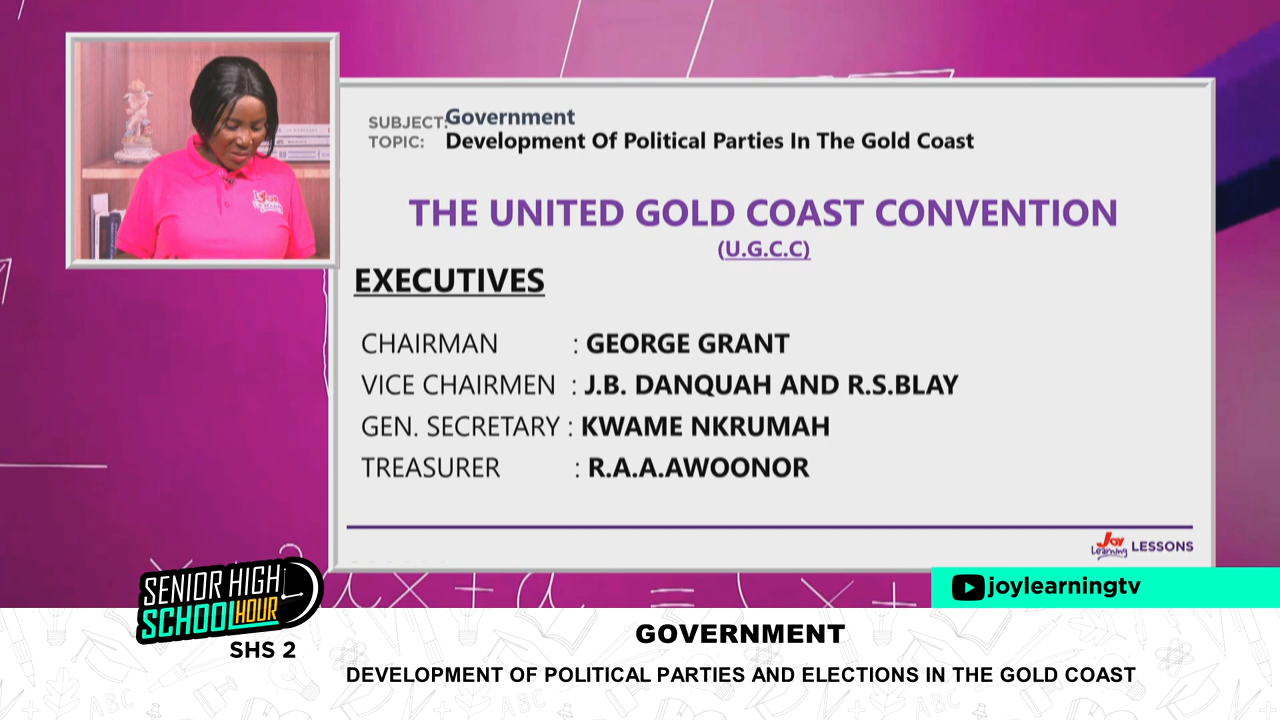 SUBJECT: Government
TOPIC: Development Of Political Parties In The Gold Coast
THE UNITED GOLD COAST CONVENTION
(U.G.C.C)
EXECUTIVES
CHAIRMAN : GEORGE GRANT
VICE CHAIRMEN : J.B. DANQUAH AND R.S.BLAY
GEN. SECRETARY : KWAME NKRUMAH
TREASURER : R.A.A.AWOONOR
Joy Learning LESSONS
joylearningtv
SENIOR HIGH
SCHOOL HOUR
SHS 2
GOVERNMENT
DEVELOPMENT OF POLITICAL PARTIES AND ELECTIONS IN THE GOLD COAST
ABC
ABC